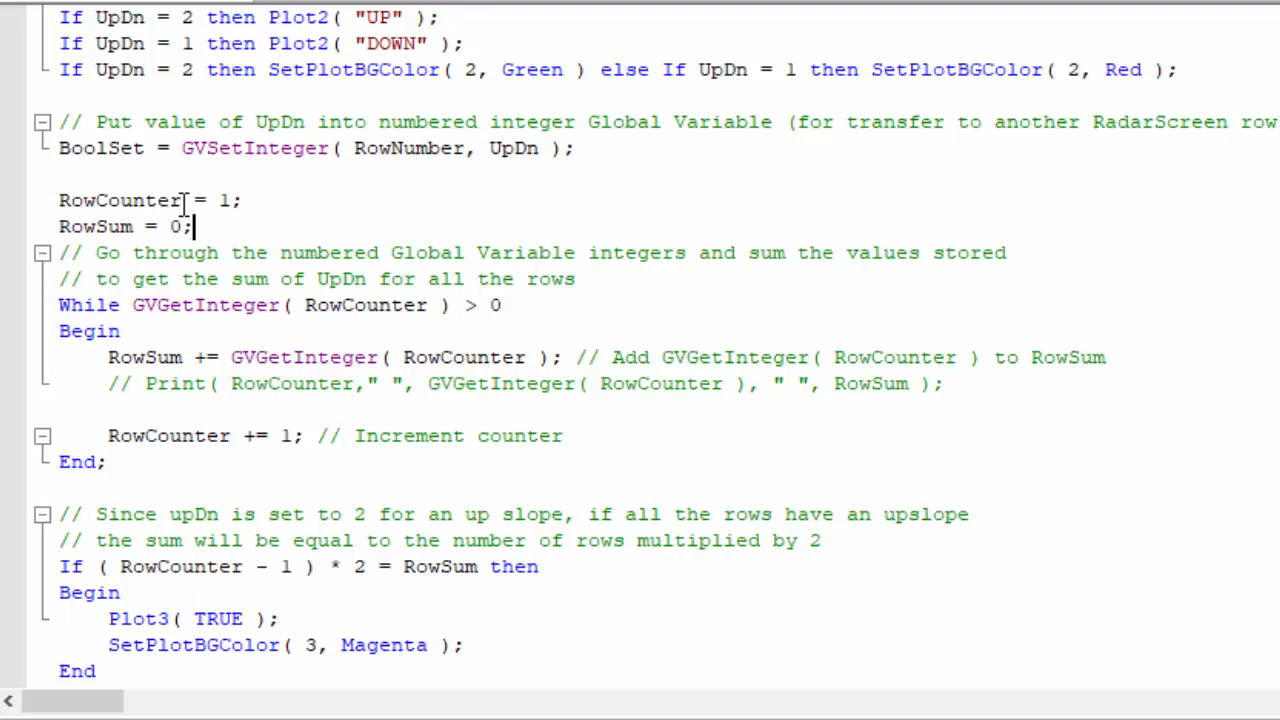 If UpDn = 2 then Plot2( "UP" );
If UpDn = 1 then Plot2( "DOWN" );
If UpDn = 2 then SetPlotBGColor( 2, Green ) else If UpDn = 1 then SetPlotBGColor( 2, Red );
// Put value of UpDn into numbered integer Global Variable (for transfer to another RadarScreen row
BoolSet = GVSetInteger( RowNumber, UpDn );
RowCounter = 1;
RowSum = 0;
// Go through the numbered Global Variable integers and sum the values stored
// to get the sum of UpDn for all the rows
While GVGetInteger( RowCounter ) > 0
Begin
RowSum += GVGetInteger( RowCounter ); // Add GVGetInteger( RowCounter ) to RowSum
// Print( RowCounter," ", GVGetInteger( RowCounter ), " ", RowSum );
RowCounter += 1; // Increment counter
End;
// Since upDn is set to 2 for an up slope, if all the rows have an upslope
// the sum will be equal to the number of rows multiplied by 2
If ( RowCounter - 1 ) * 2 = RowSum then
Begin
Plot3( TRUE );
SetPlotBGColor( 3, Magenta );
End